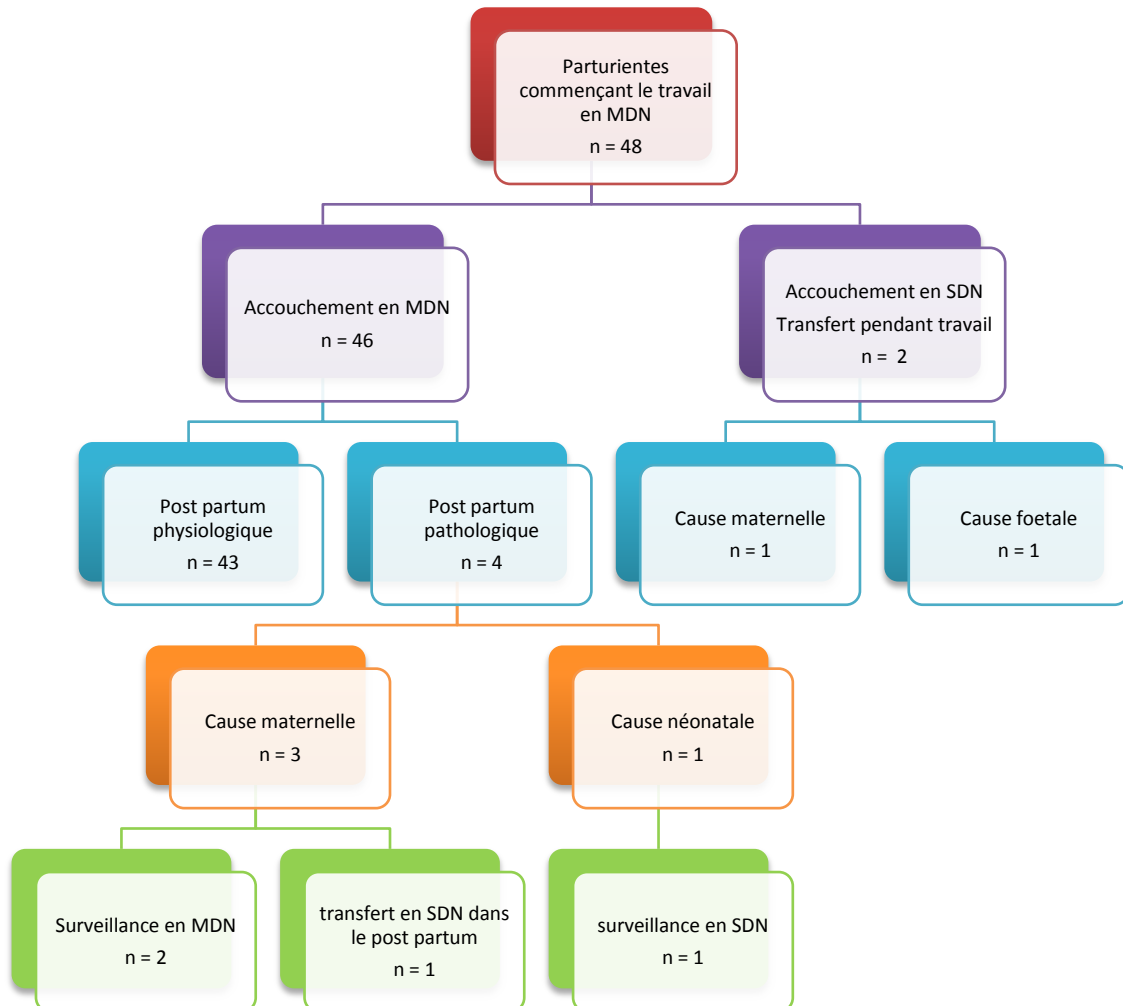 Parturientes
commençant le travail
en MDN
n = 48
Accouchement en MDN
n = 46
Accouchement en SDN
Transfert pendant travail
n = 2
Post partum
physiologique
n = 43
Post partum
pathologique
n = 4
Cause maternelle
n = 1
Cause foetale
n = 1
Cause maternelle
n = 3
Cause néonatale
n = 1
Surveillance en MDN
n = 2
transfert en SDN dans
le post partum
n = 1
surveillance en SDN
n = 1